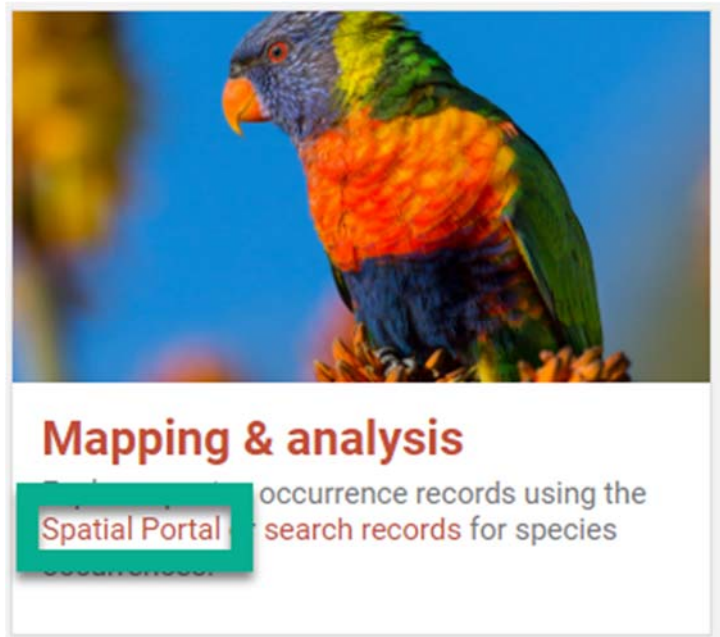 Mapping & analysis
occurrence records using the
Spatial Portal search records for species